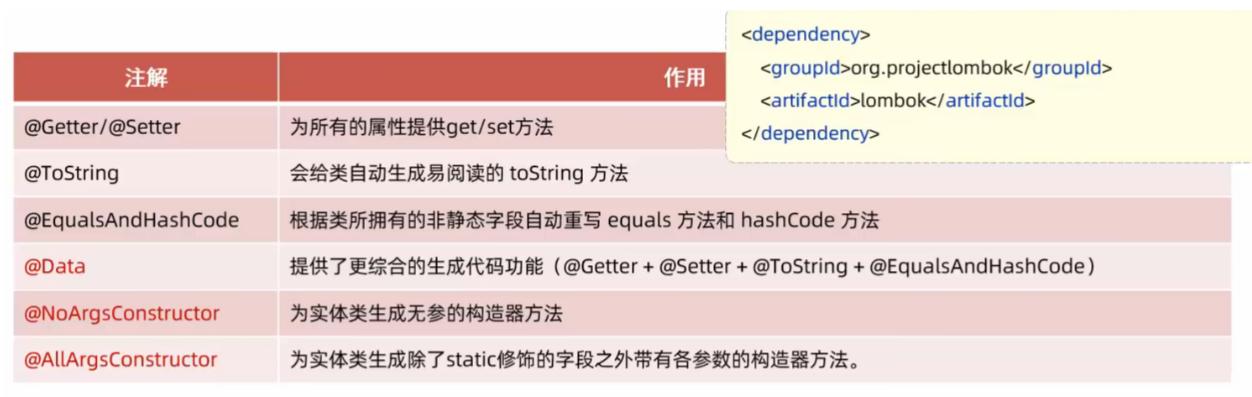 <dependency>
<groupId>org.projectlombok</groupId>
<artifactId>lombok</artifactId>
</dependency>
注解 作用
@Getter/@Setter 为所有的属性提供get/set方法
@ToString 会给类自动生成易阅读的 toString 方法
@EqualsAndHashCode 根据类所拥有的非静态字段自动重写 equals 方法和 hashCode 方法
@Data 提供了更综合的生成代码功能（@Getter + @Setter + @ToString + @EqualsAndHashCode）
@NoArgsConstructor 为实体类生成无参的构造器方法
@AllArgsConstructor 为实体类生成除了static修饰的字段之外带有各参数的构造器方法。